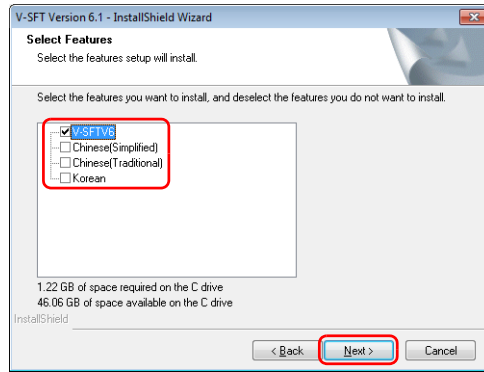 V-SFT Version 6.1 - InstallShield Wizard
Select Features
Select the features setup will install.
Select the features you want to install, and deselect the features you do not want to install.
V-SFTV6
Chinese(Simplified)
Chinese(Traditional)
Korean
1.22 GB of space required on the C drive
46.06 GB of space available on the C drive
InstallShield
< Back Next > Cancel